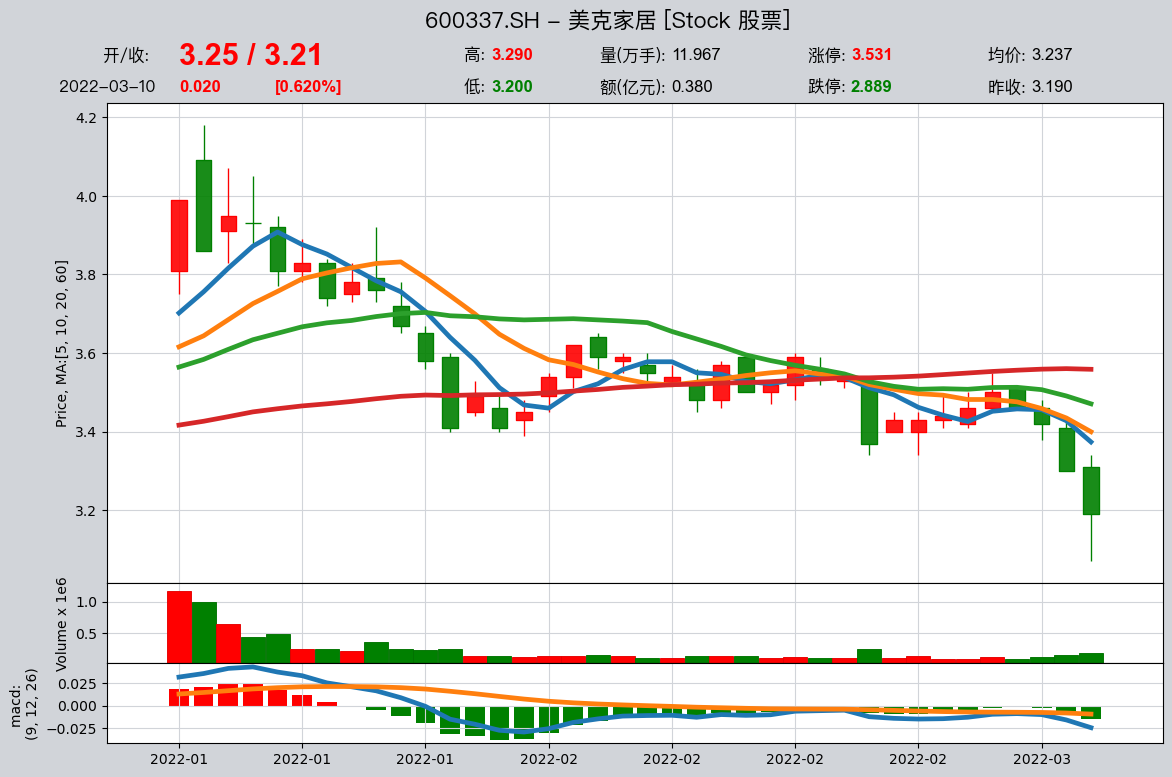 600337.SH – 美克家居 [Stock 股票]
开/收: 3.25 / 3.21 高: 3.290 量(万手): 11.967 涨停: 3.531 均价: 3.237
2022-03-10 0.020 [0.620%] 低: 3.200 额(亿元): 0.380 跌停: 2.889 昨收: 3.190
Price, MA:[5, 10, 20, 60]
4.2
4.0
3.8
3.6
3.4
3.2
Volume x 1e6
1.0
0.5
macd:
(9, 12, 26)
0.025
0.000
−0.025
2022-01 2022-01 2022-01 2022-02 2022-02 2022-02 2022-02 2022-03